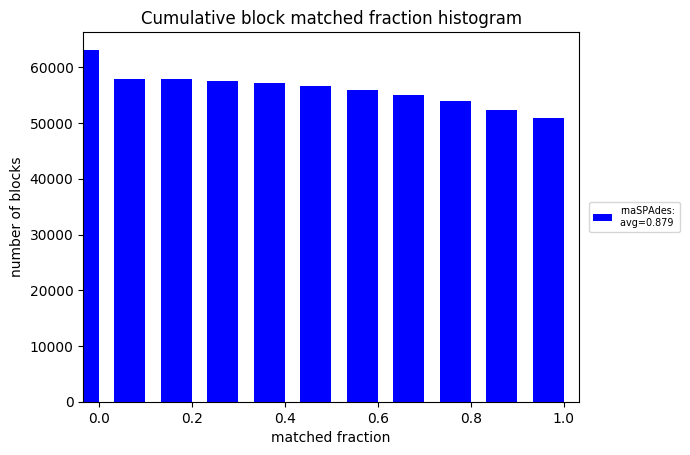 Cumulative block matched fraction histogram
60000
50000
40000
30000
20000
10000
0
number of blocks
0.0 0.2 0.4 0.6 0.8 1.0
matched fraction
rnaSPAdes:
avg=0.879